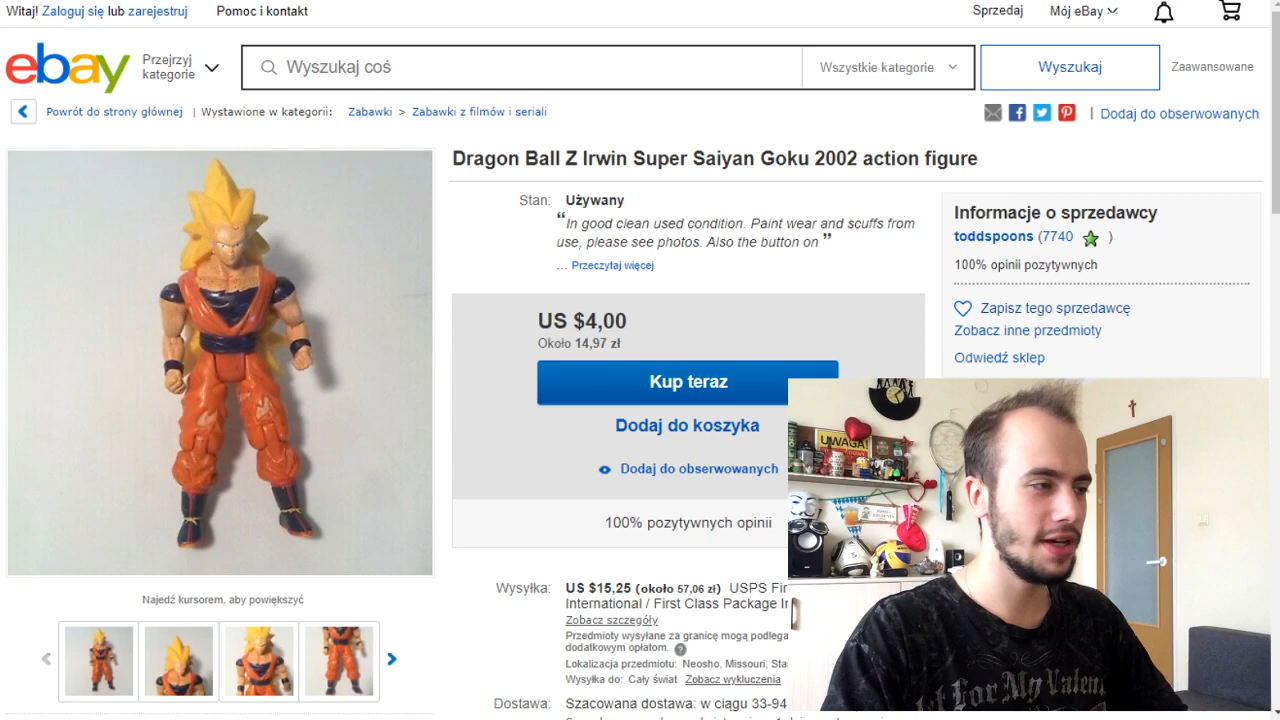 Witaj! Zaloguj się lub zarejestruj
Pomoc i kontakt
Sprzedaj
Mój eBay
ebay
Przejrzyj
kategorie
Wyszukaj coś
Wszystkie kategorie
Wyszukaj
Zaawansowane
Powrót do strony głównej | Wystawione w kategorii: Zabawki > Zabawki z filmów i seriali
| Dodaj do obserwowanych
Dragon Ball Z Irwin Super Saiyan Goku 2002 action figure
Stan: Używany
“In good clean used condition. Paint wear and scuffs from
use, please see photos. Also the button on ”
... Przeczytaj więcej
Informacje o sprzedawcy
toddspoons (7740 )
100% opinii pozytywnych
Zapisz tego sprzedawcę
Zobacz inne przedmioty
Odwiedź sklep
US $4,00
Około 14,97 zł
Kup teraz
Dodaj do koszyka
Dodaj do obserwowanych
100% pozytywnych opinii
Wysyłka: US $15,25 (około 57,06 zł) USPS Fir
International / First Class Package In
Zobacz szczegóły
Przedmioty wysyłane za granicę mogą podlega
dodatkowym opłatom.
Lokalizacja przedmiotu: Neosho, Missouri, Sta
Wysyłka do: Cały świat Zobacz wykluczenia
Dostawa: Szacowana dostawa: w ciągu 33-94
Najedź kursorem, aby powiększyć
UWAGA!
For My Valen